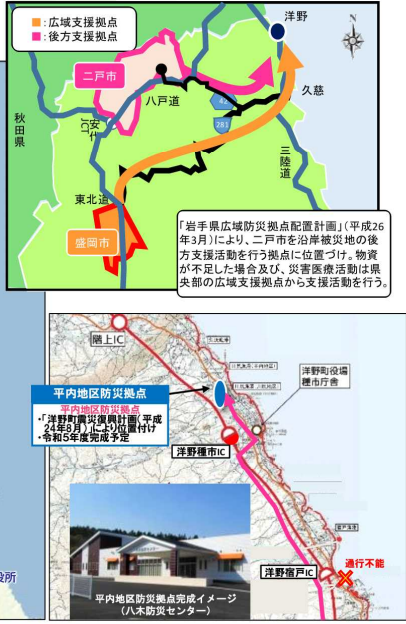 ■:広域支援拠点
■:後方支援拠点
洋野
N
二戸市
八戸道
42
久慈
281
秋田県
安代JCT
三陸道
東北道
盛岡市
「岩手県広域防災拠点配置計画」(平成26
年3月)により、二戸市を沿岸被災地の後
方支援活動を行う拠点に位置づけ。物資
が不足した場合及び、災害医療活動は県
央部の広域支援拠点から支援活動を行う。
階上IC
洋野町役場
種市庁舎
平内地区防災拠点
平内地区防災拠点
・「洋野町震災復興計画(平成
24年8月)」により位置付け
・令和5年度完成予定
洋野種市IC
通行不能
洋野宿戸IC
平内地区防災拠点完成イメージ
(八木防災センター)
役所